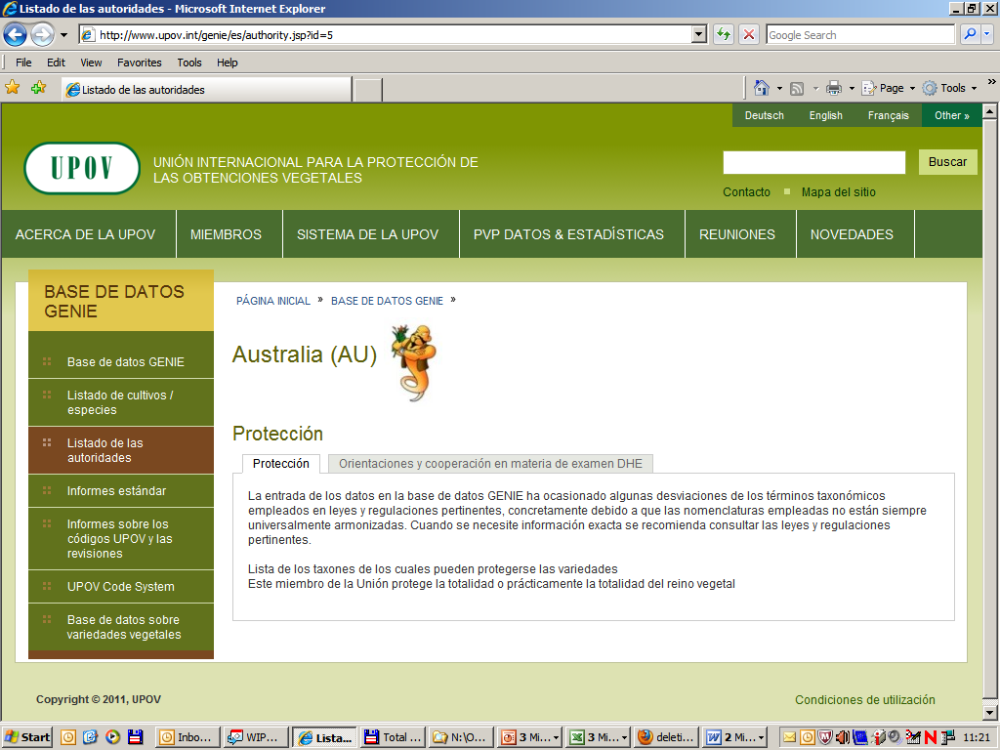 Listado de las autoridades - Microsoft Internet Explorer
http://www.upov.int/genie/es/authority.jsp?id=5
Google Search
File Edit View Favorites Tools Help
Listado de las autoridades
Page Tools »
Deutsch English Français Other »
UPOV
UNIÓN INTERNACIONAL PARA LA PROTECCIÓN DE
LAS OBTENCIONES VEGETALES
Buscar
Contacto Mapa del sitio
ACERCA DE LA UPOV MIEMBROS SISTEMA DE LA UPOV PVP DATOS & ESTADÍSTICAS REUNIONES NOVEDADES
BASE DE DATOS
GENIE
Base de datos GENIE
Listado de cultivos /
especies
Listado de las
autoridades
Informes estándar
Informes sobre los
códigos UPOV y las
revisiones
UPOV Code System
Base de datos sobre
variedades vegetales
PÁGINA INICIAL » BASE DE DATOS GENIE »
Australia (AU)
Protección
Protección Orientaciones y cooperación en materia de examen DHE
La entrada de los datos en la base de datos GENIE ha ocasionado algunas desviaciones de los términos taxonómicos
empleados en leyes y regulaciones pertinentes, concretamente debido a que las nomenclaturas empleadas no están siempre
universalmente armonizadas. Cuando se necesite información exacta se recomienda consultar las leyes y regulaciones
pertinentes.
Lista de los taxones de los cuales pueden protegerse las variedades
Este miembro de la Unión protege la totalidad o prácticamente la totalidad del reino vegetal
Copyright © 2011, UPOV
Condiciones de utilización
Start Inbo... WIP... Lista... Total ... N:\O... 3 Mi... 3 Mi... deleti... 2 Mi... 11:21